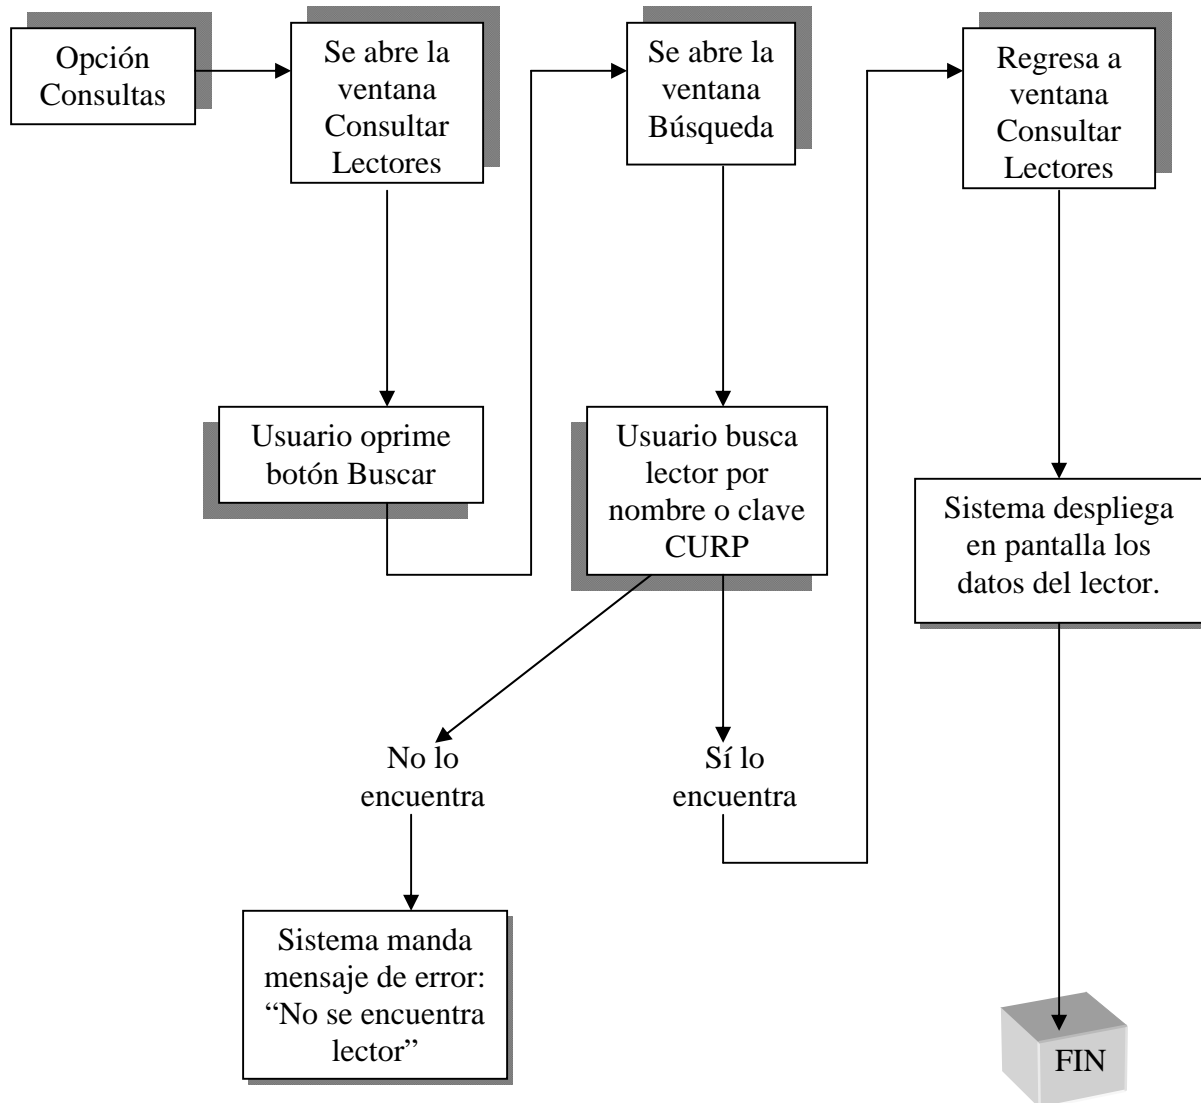 Opción
Consultas
Se abre la
ventana
Consultar
Lectores
Usuario oprime
botón Buscar
Se abre la
ventana
Búsqueda
Usuario busca
lector por
nombre o clave
CURP
No lo
encuentra
Sistema manda
mensaje de error:
“No se encuentra
lector”
Sí lo
encuentra
Regresa a
ventana
Consultar
Lectores
Sistema despliega
en pantalla los
datos del lector.
FIN